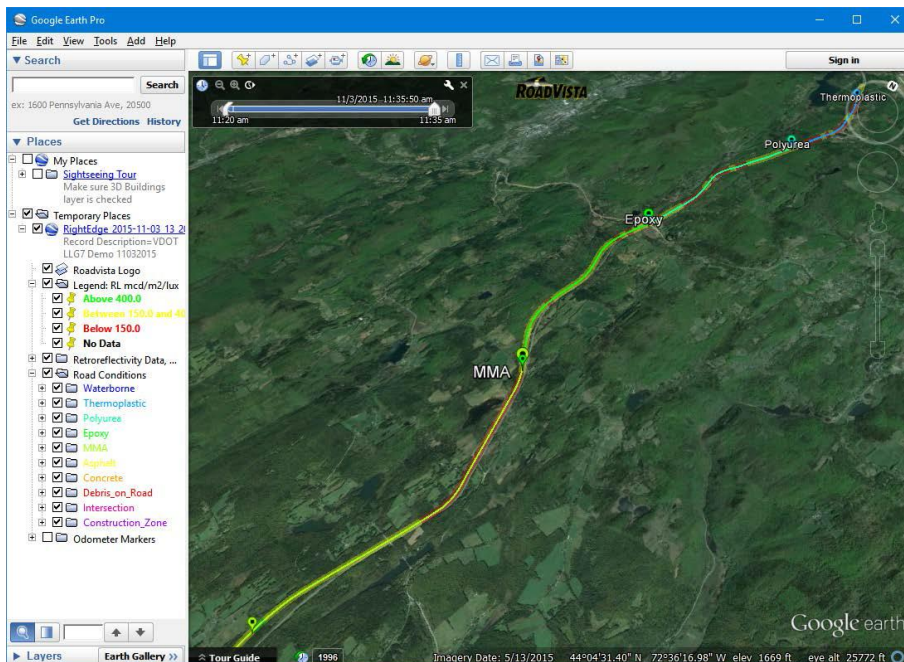 Google Earth Pro
File Edit View Tools Add Help
Search
Search
ex: 1600 Pennsylvania Ave, 20500
Get Directions History
Places
My Places
Sightseeing Tour
Make sure 3D Buildings
layer is checked
Temporary Places
RightEdge 2015-11-03 13 20
Record Description=VDOT
LLG7 Demo 11032015
Roadvista Logo
Legend: RL mcd/m2/lux
Above 400.0
Between 150.0 and 40
Below 150.0
No Data
Retroreflectivity Data, ...
Road Conditions
Waterborne
Thermoplastic
Polyurea
Epoxy
MMA
Asphalt
Concrete
Debris_on_Road
Intersection
Construction_Zone
Odometer Markers
Layers
Earth Gallery >>
Sign in
11/3/2015 11:35:50 am
11:20 am 11:35 am
ROADVISTA
N
Thermoplastic
Polyurea
Epoxy
MMA
Google earth
Tour Guide
1996
Imagery Date: 5/13/2015 44°04'31.40" N 72°36'16.98" W elev 1669 ft eye alt 25772 ft